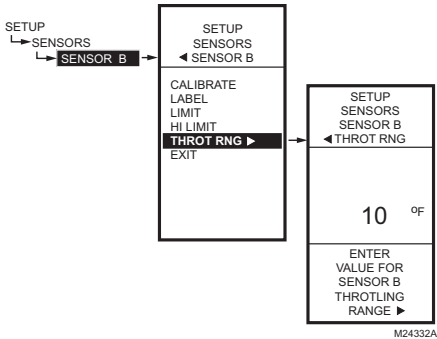 SETUP
SENSORS
SENSOR B
SETUP
SENSORS
◀ SENSOR B
CALIBRATE
LABEL
LIMIT
HI LIMIT
THROT RNG ▶
EXIT
SETUP
SENSORS
SENSOR B
◀ THROT RNG
10 °F
ENTER
VALUE FOR
SENSOR B
THROTLING
RANGE ▶
M24332A